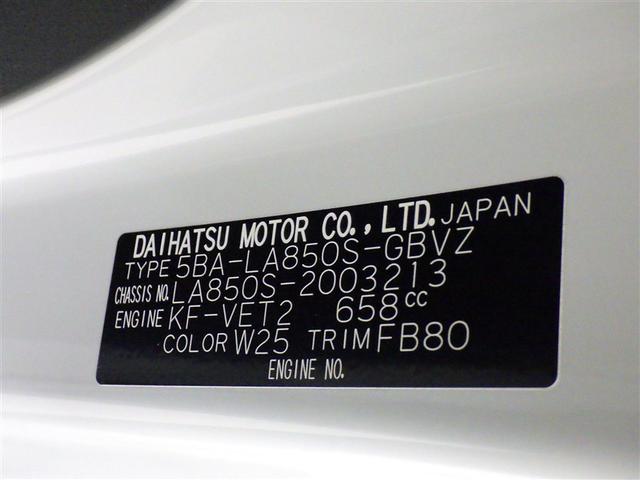 DAIHATSU MOTOR CO., LTD. JAPAN
TYPE 5BA-LA850S-GBVZ
CHASSIS NO. LA850S-2003213
ENGINE KF-VET2 658cc
COLOR W25 TRIM FB80
ENGINE NO.